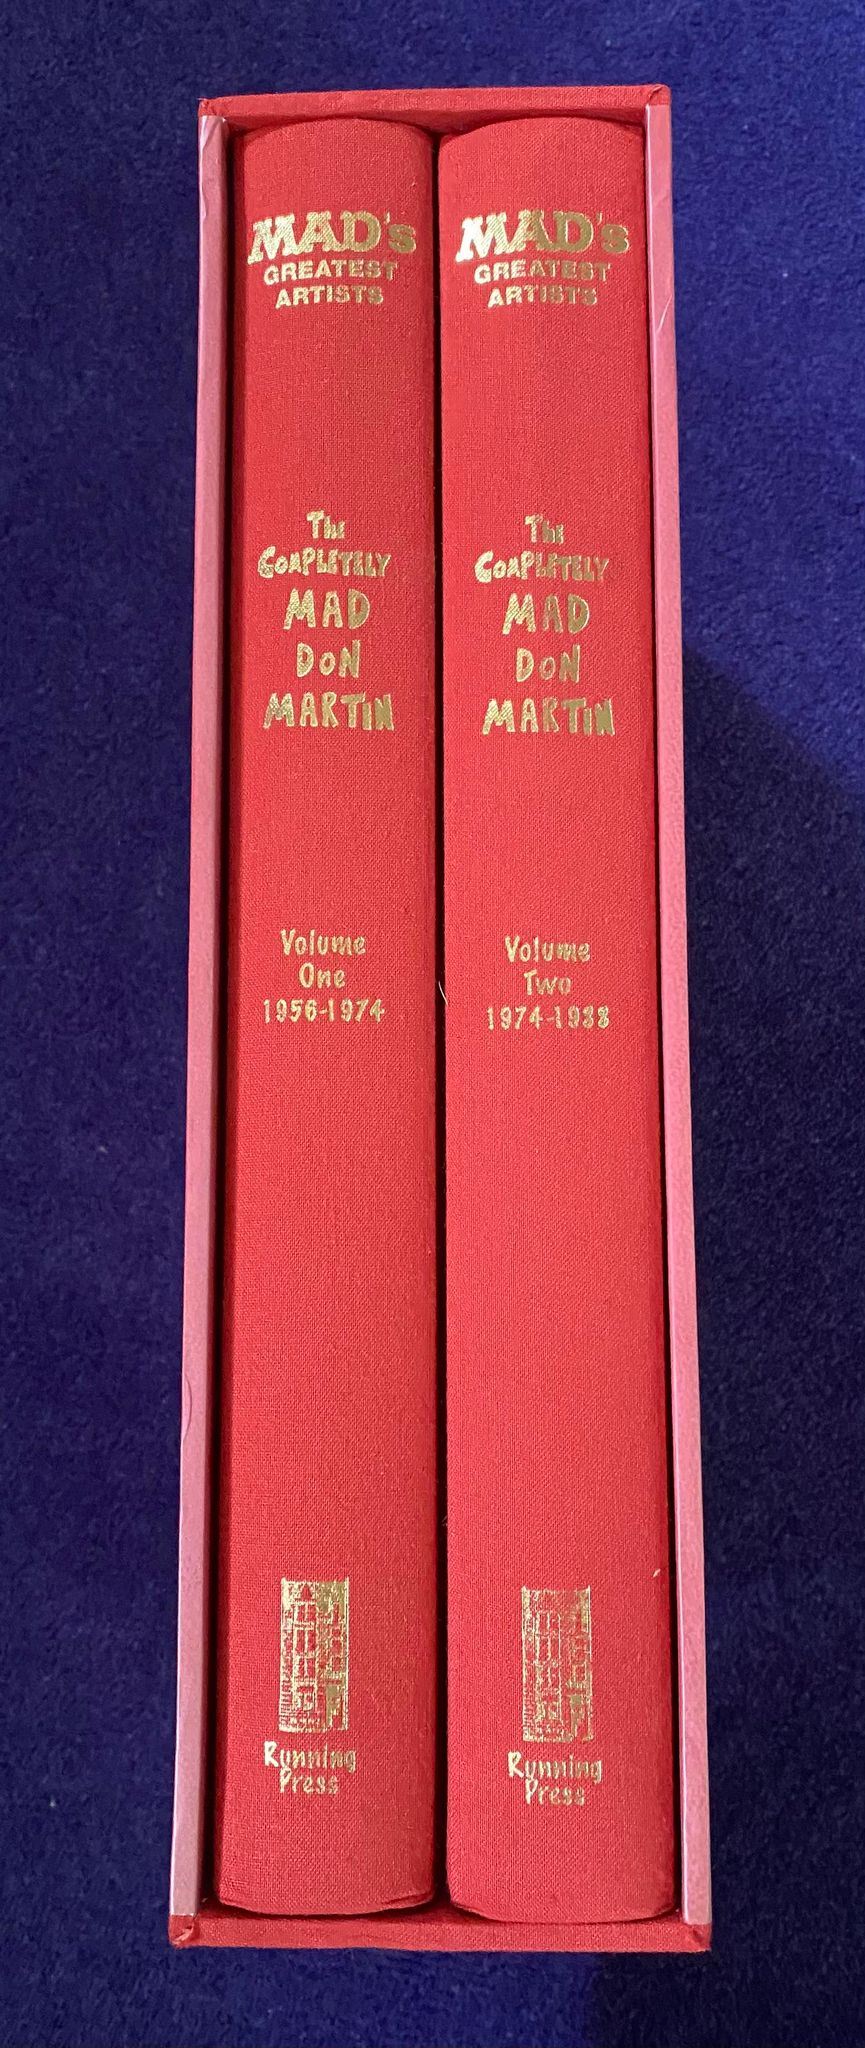 MAD's
GREATEST
ARTISTS
The
COMPLETELY
MAD
DON
MARTIN
Volume
One
1956-1974
Running
Press
MAD's
GREATEST
ARTISTS
The
COMPLETELY
MAD
DON
MARTIN
Volume
Two
1974-1988
Running
Press